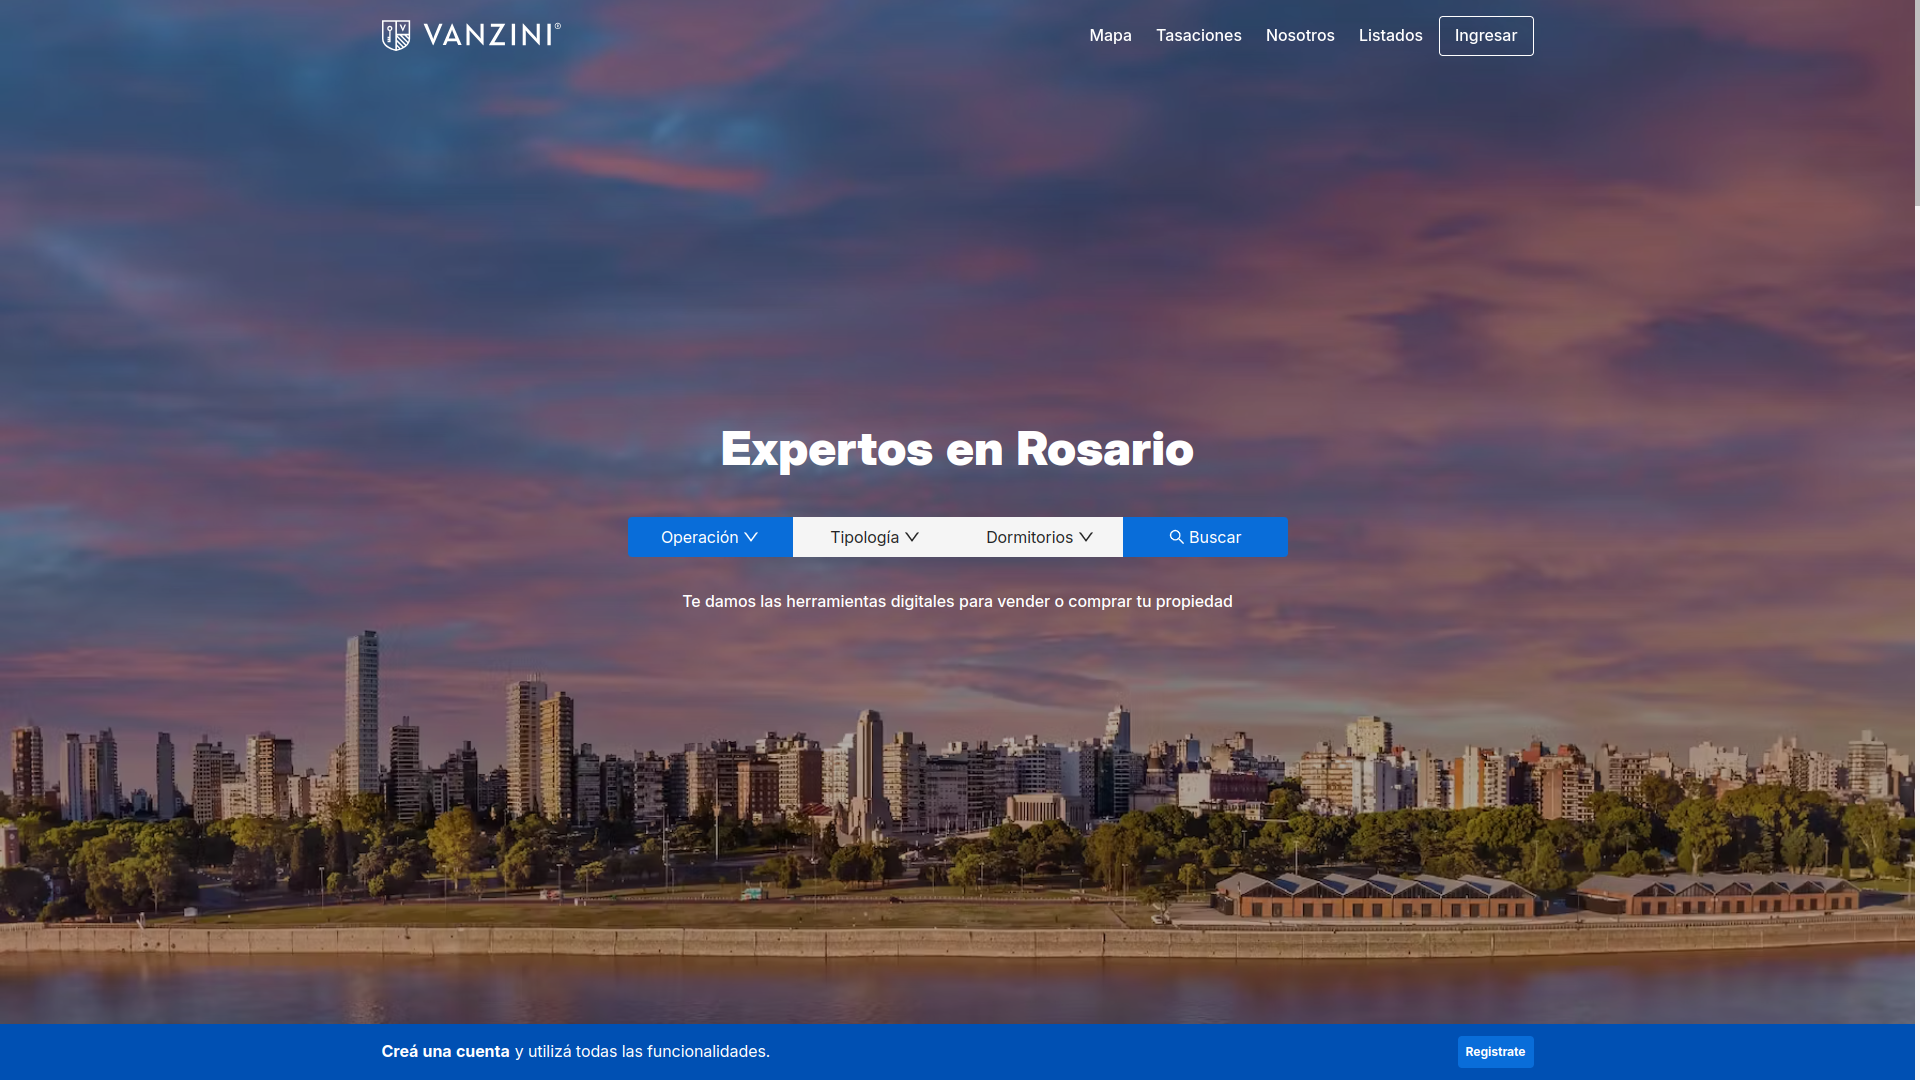 VANZINI®
Mapa
Tasaciones
Nosotros
Listados
Ingresar
Expertos en Rosario
Operación
Tipología
Dormitorios
Buscar
Te damos las herramientas digitales para vender o comprar tu propiedad
Creá una cuenta y utilizá todas las funcionalidades.
Registrate